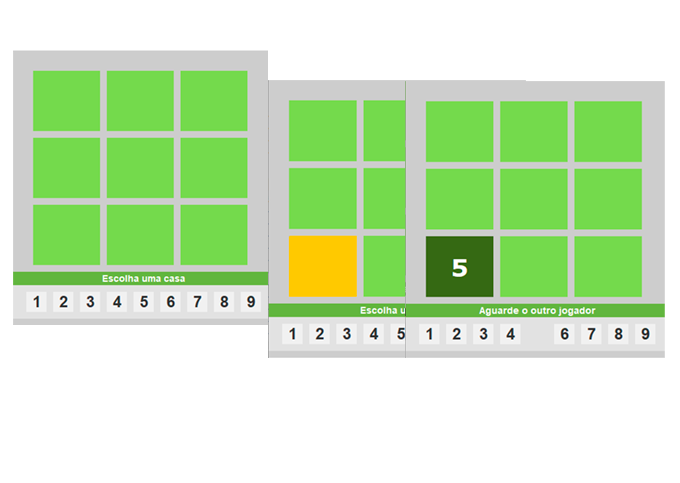 Escolha uma casa
1 2 3 4 5 6 7 8 9
Escolha u
1 2 3 4 5
5
Aguarde o outro jogador
1 2 3 4 6 7 8 9